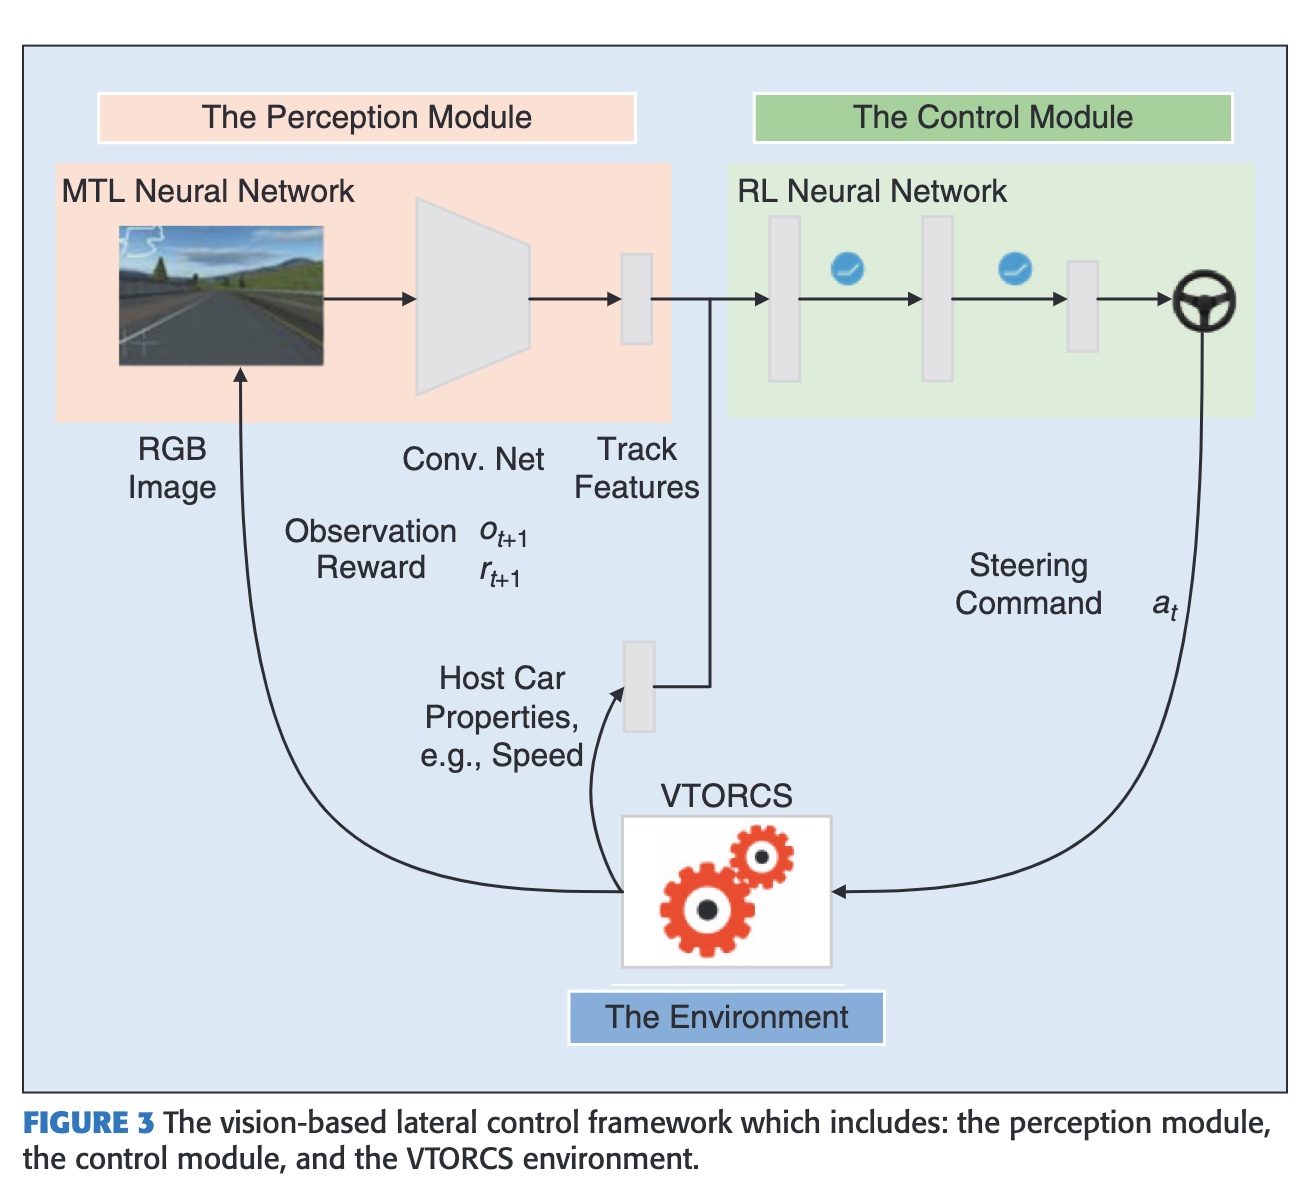 The Perception Module
The Control Module
MTL Neural Network
RL Neural Network
RGB
Image
Conv. Net
Track
Features
Observation o_{t+1}
Reward r_{t+1}
Steering
Command a_t
Host Car
Properties,
e.g., Speed
VTORCS
The Environment
FIGURE 3 The vision-based lateral control framework which includes: the perception module,
the control module, and the VTORCS environment.